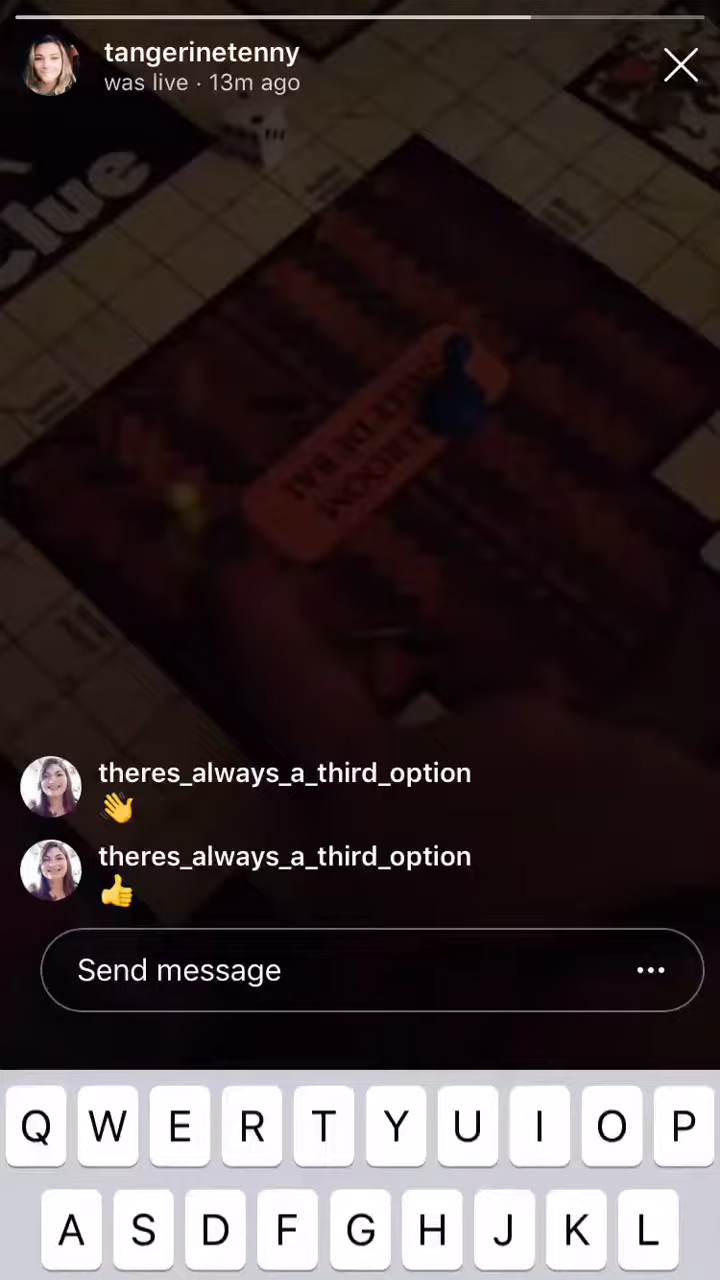 tangerinetenny
was live · 13m ago
Clue
theres_always_a_third_option
👋
theres_always_a_third_option
👍
Send message
Q W E R T Y U I O P
A S D F G H J K L